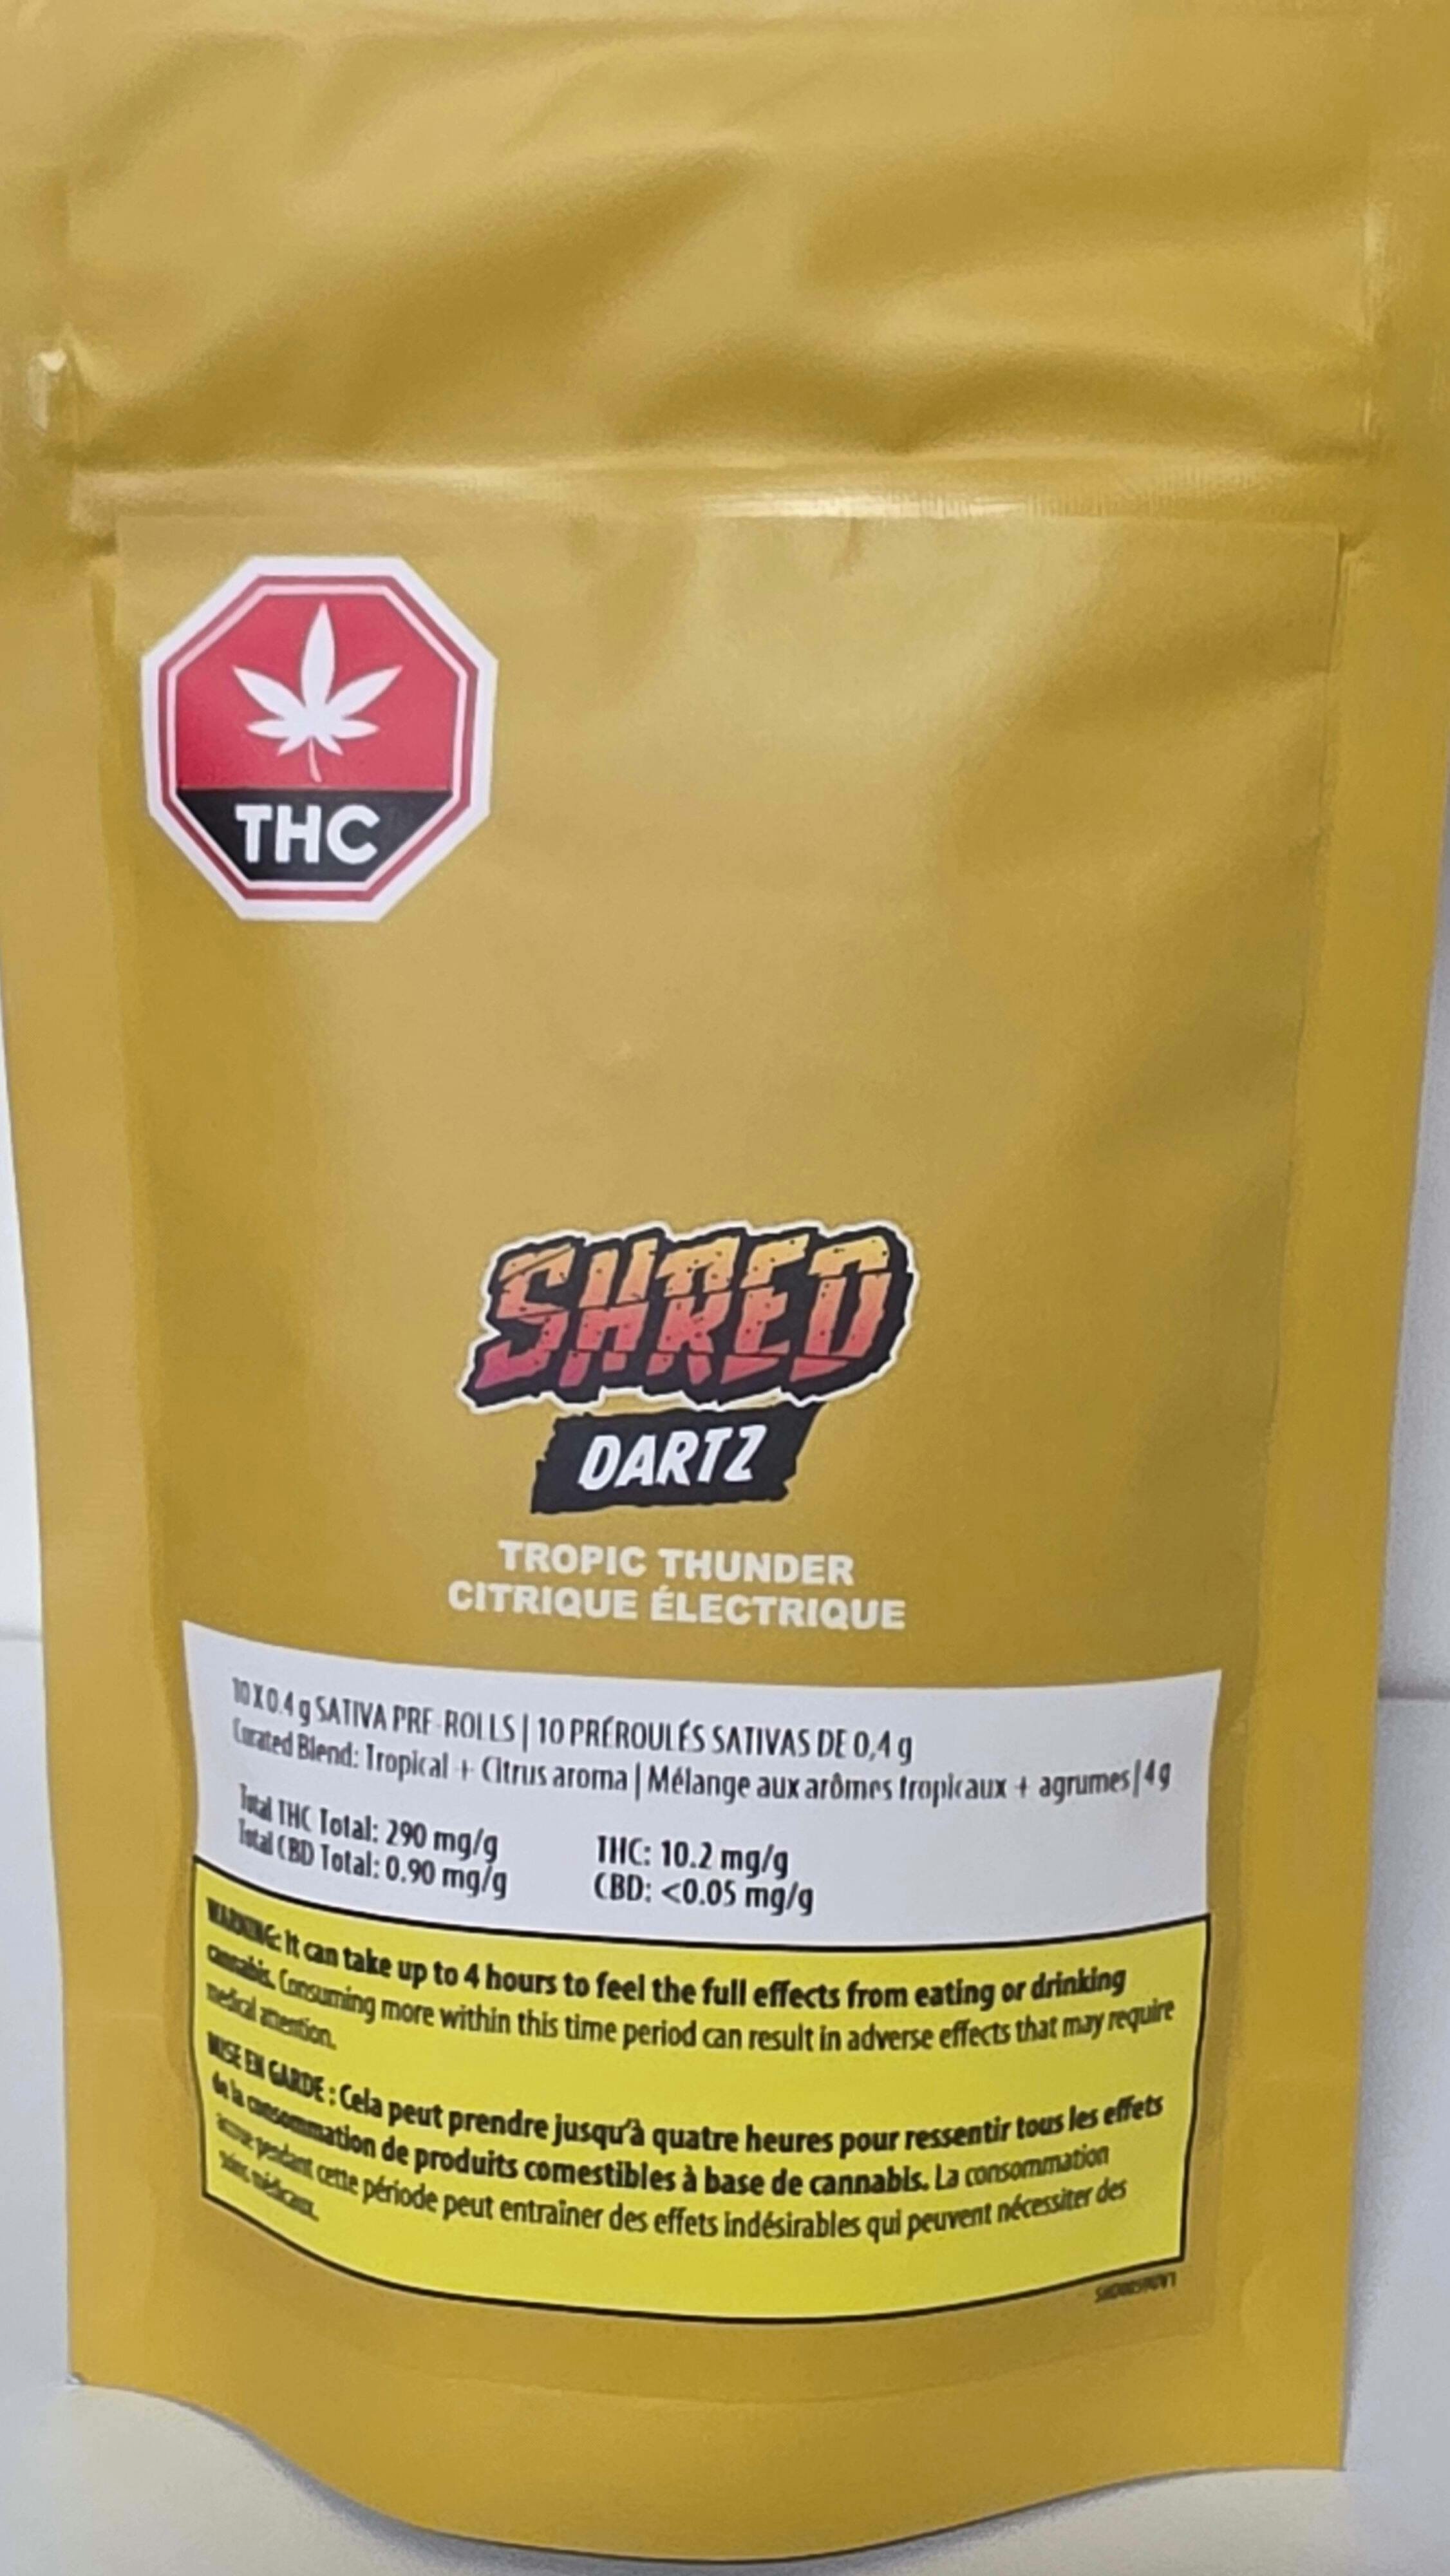 THC
SHRED
DARTZ
TROPIC THUNDER
CITRIQUE ÉLECTRIQUE
10 X 0.4 g SATIVA PRE-ROLLS | 10 PRÉROULÉS SATIVAS DE 0,4 g
Curated Blend: Tropical + Citrus aroma | Mélange aux arômes tropicaux + agrumes | 4 g
Total THC Total: 290 mg/g THC: 10.2 mg/g
Total CBD Total: 0.90 mg/g CBD: <0.05 mg/g
WARNING: It can take up to 4 hours to feel the full effects from eating or drinking
cannabis. Consuming more within this time period can result in adverse effects that may require
medical attention.
MISE EN GARDE : Cela peut prendre jusqu'à quatre heures pour ressentir tous les effets
de la consommation de produits comestibles à base de cannabis. La consommation
accrue pendant cette période peut entraîner des effets indésirables qui peuvent nécessiter des
soins médicaux.